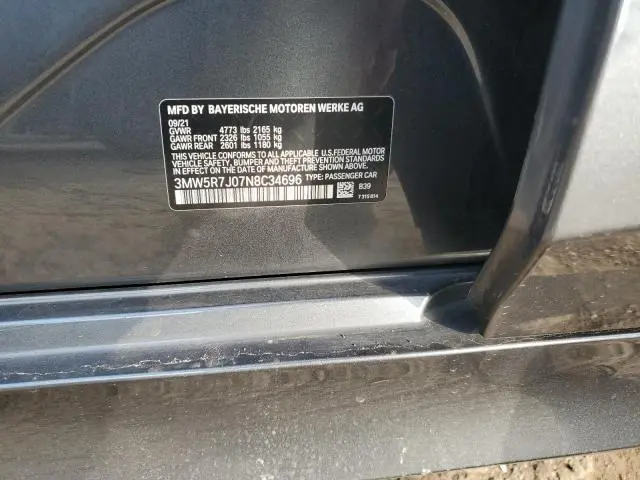 MFD BY BAYERISCHE MOTOREN WERKE AG
09/21
GVWR 4773 lbs 2165 kg
GAWR FRONT 2326 lbs 1055 kg
GAWR REAR 2601 lbs 1180 kg
THIS VEHICLE CONFORMS TO ALL APPLICABLE U.S.FEDERAL MOTOR
VEHICLE SAFETY, BUMPER AND THEFT PREVENTION STANDARDS
IN EFFECT ON THE DATE OF MANUFACTURE SHOWN ABOVE.
3MW5R7J07N8C34696 TYPE: PASSENGER CAR
B39